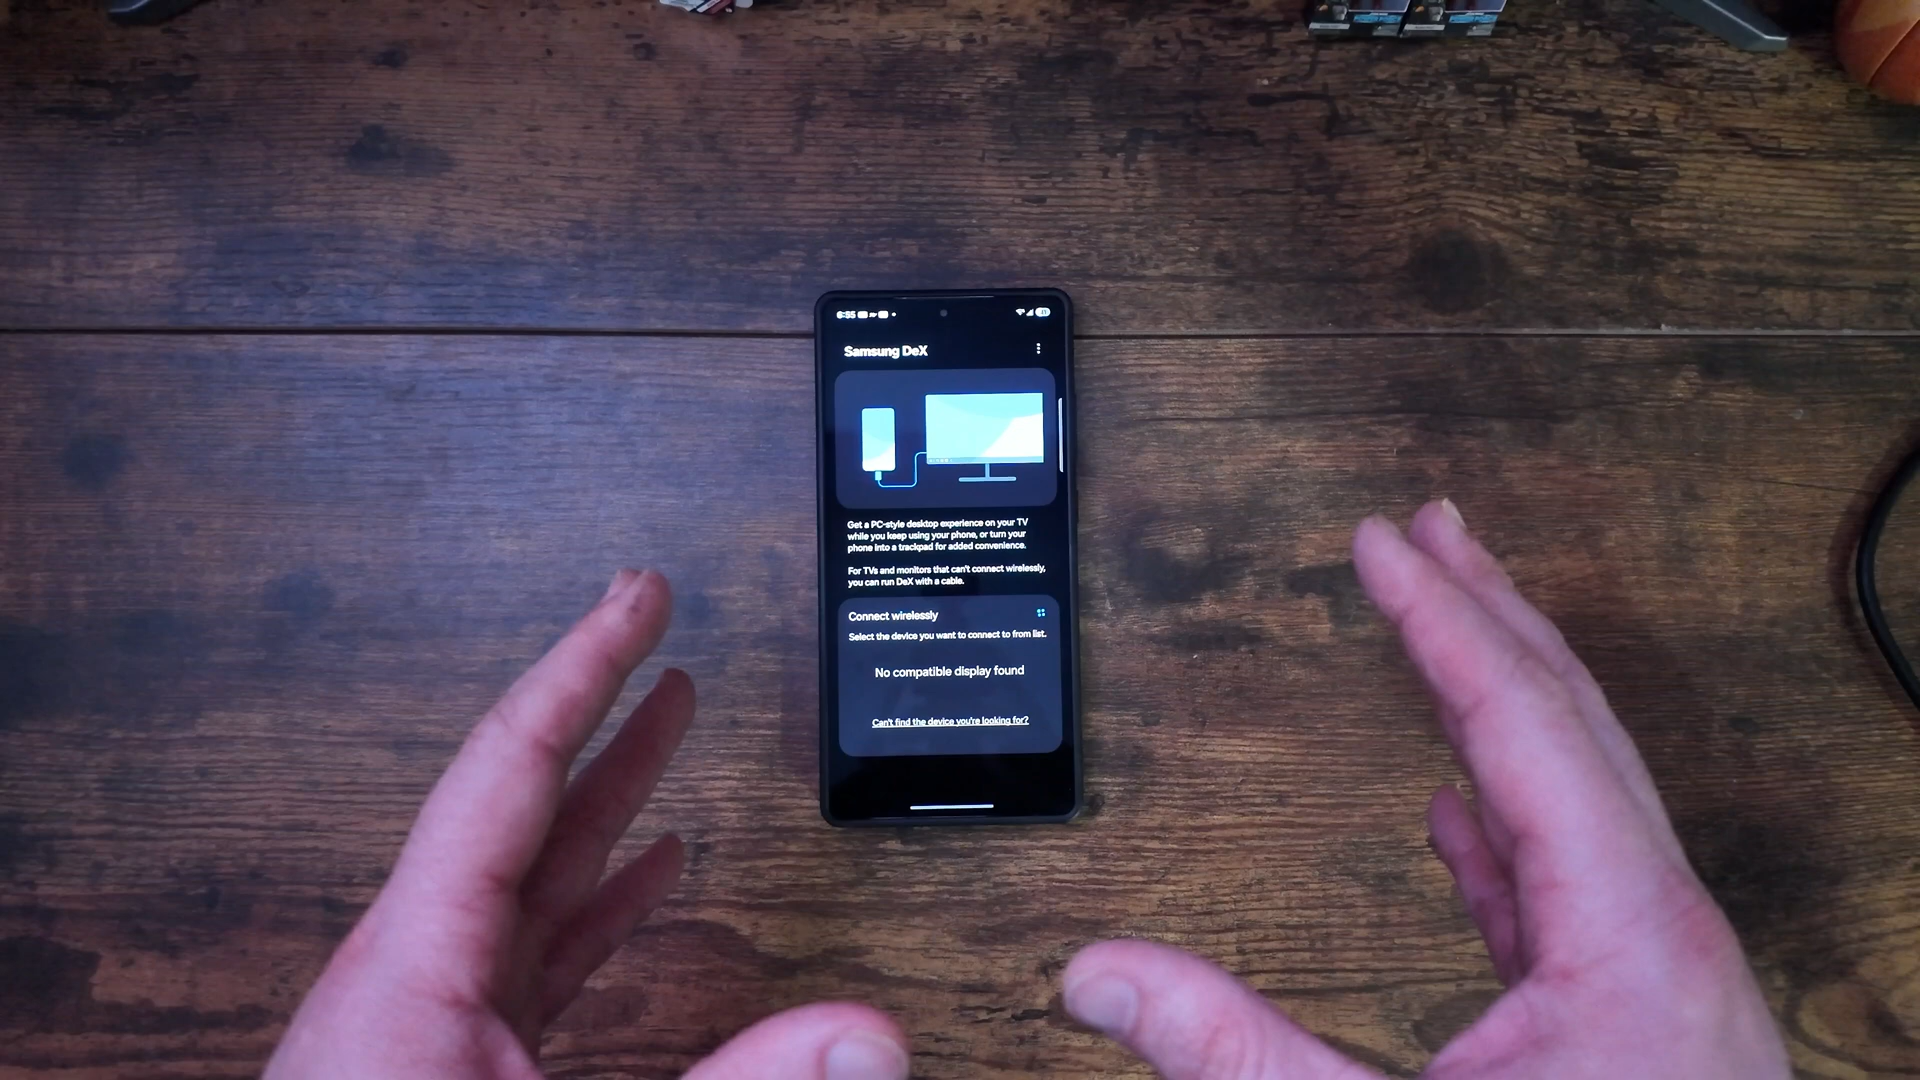 6:55
Samsung DeX
Get a PC-style desktop experience on your TV
while you keep using your phone, or turn your
phone into a trackpad for added convenience.
For TVs and monitors that can't connect wirelessly,
you can run DeX with a cable.
Connect wirelessly
Select the device you want to connect to from list.
No compatible display found
Can't find the device you're looking for?